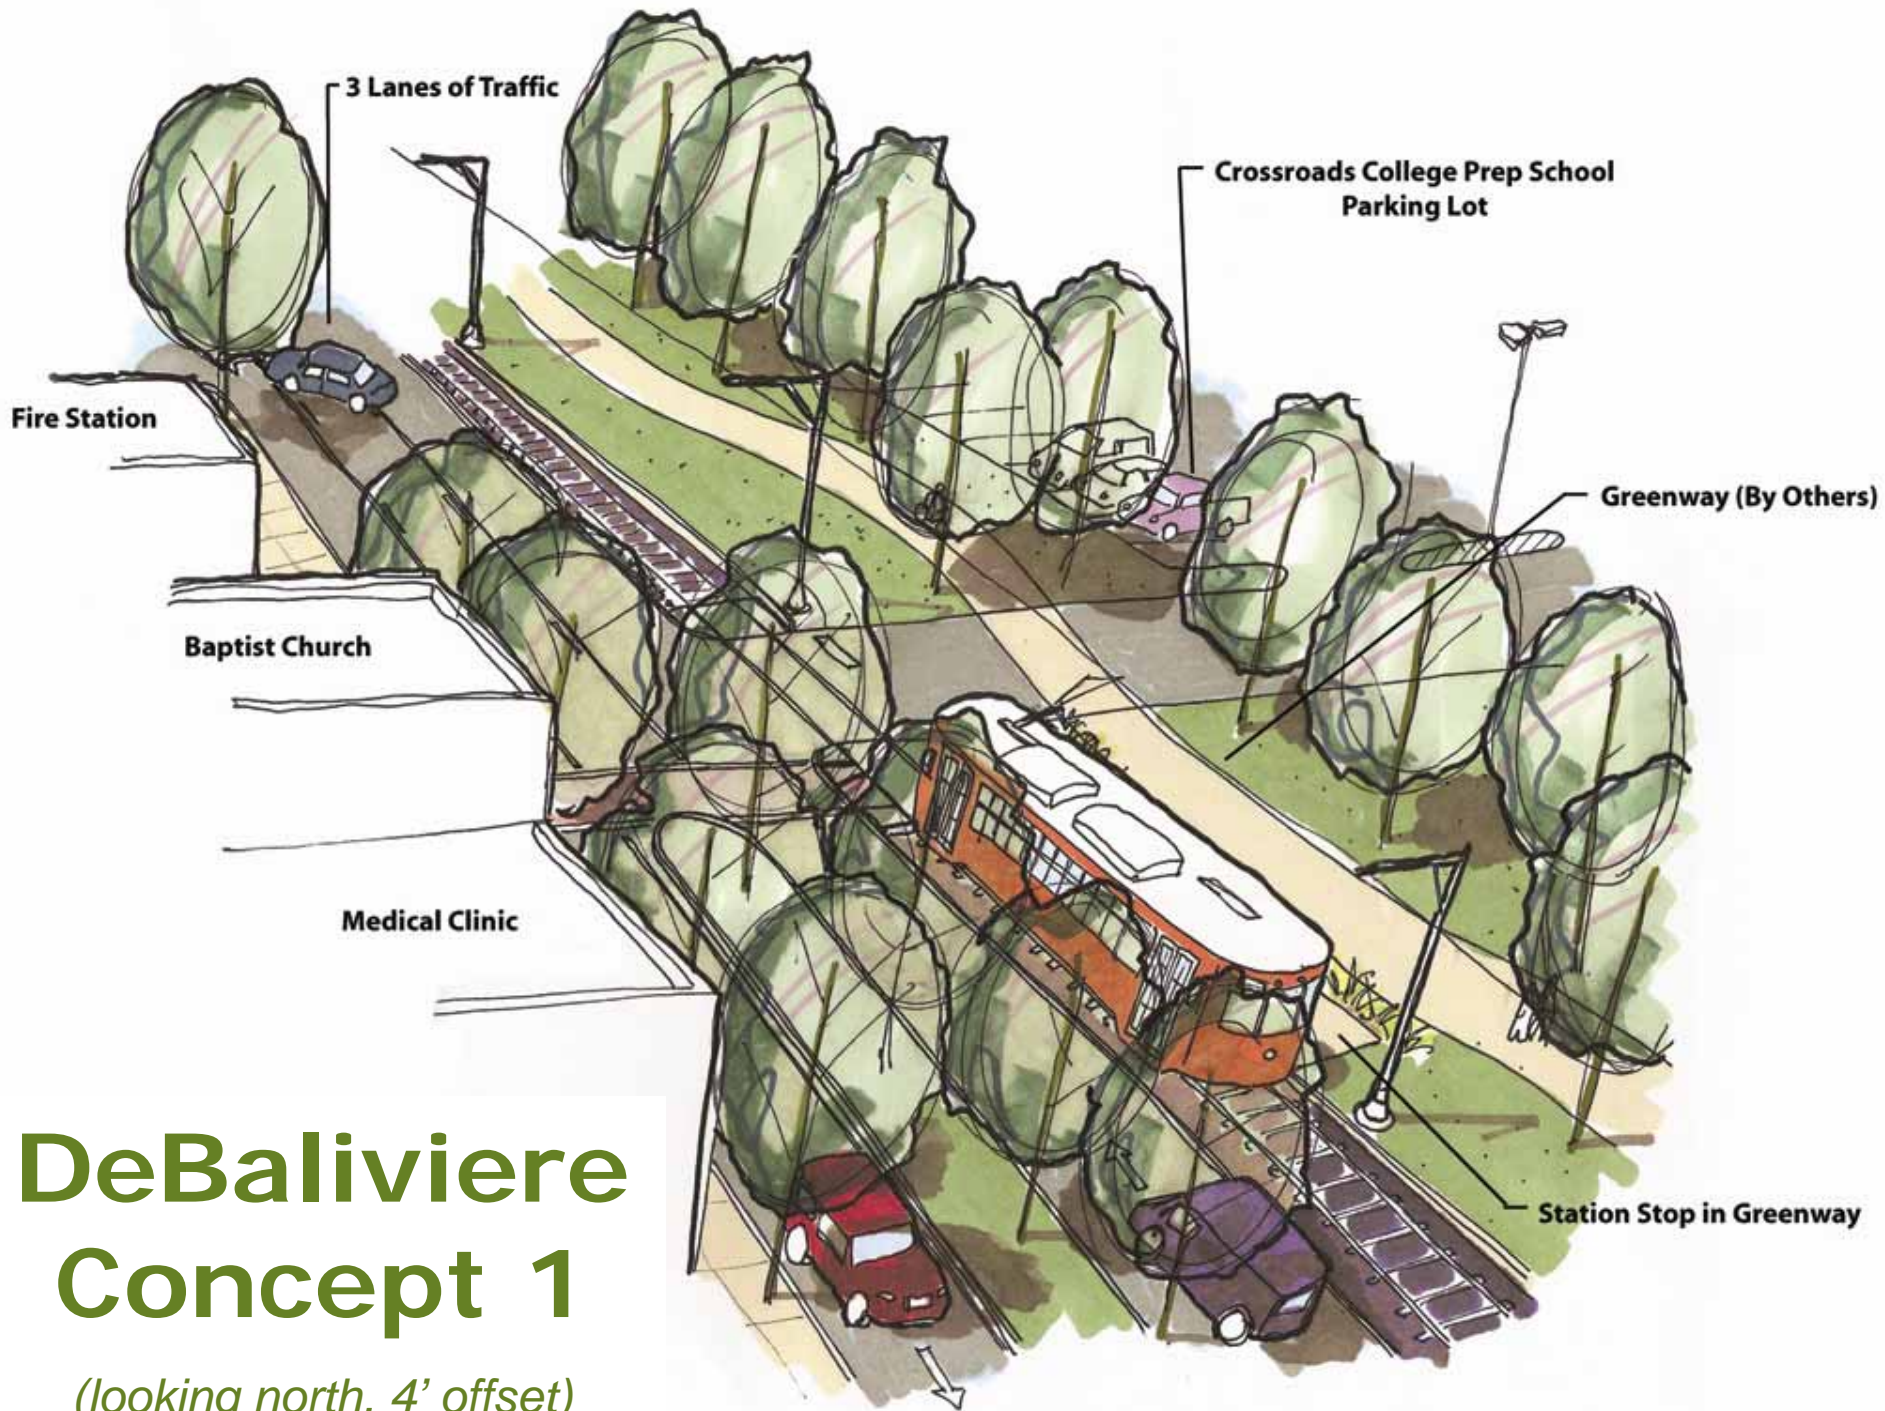 3 Lanes of Traffic
Crossroads College Prep School
Parking Lot
Fire Station
Greenway (By Others)
Baptist Church
Medical Clinic
Station Stop in Greenway
DeBaliviere
Concept 1
(looking north, 4' offset)